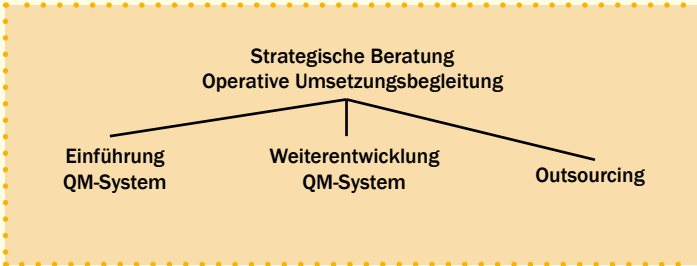 Strategische Beratung
Operative Umsetzungsbegleitung
Einführung
QM-System
Weiterentwicklung
QM-System
Outsourcing